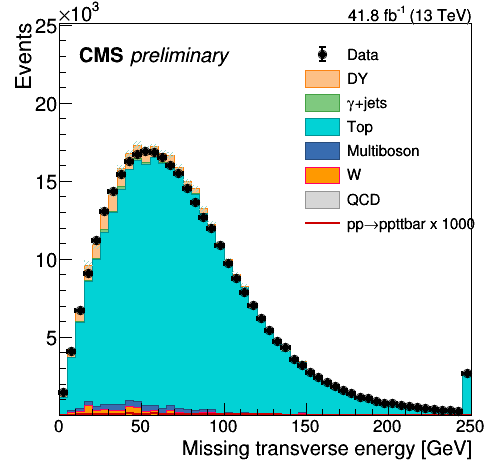 ×10³
41.8 fb⁻¹ (13 TeV)
25
20
15
10
5
Events
CMS preliminary
Data
DY
γ+jets
Top
Multiboson
W
QCD
pp→ppttbar x 1000
0 50 100 150 200 250
Missing transverse energy [GeV]